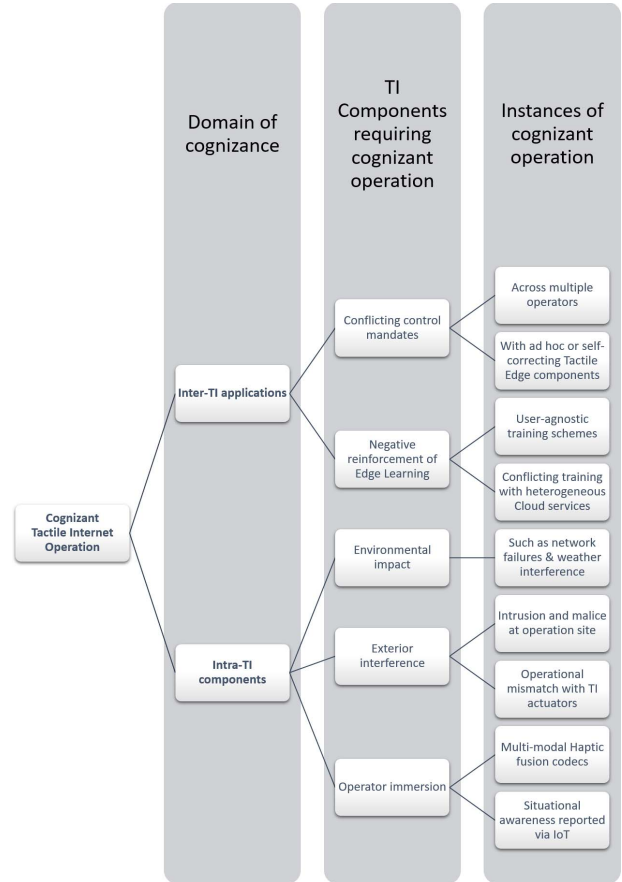 Domain of
cognizance
TI
Components
requiring
cognizant
operation
Instances of
cognizant
operation
Cognizant
Tactile Internet
Operation
Inter-TI applications
Intra-TI
components
Conflicting control
mandates
Negative
reinforcement of
Edge Learning
Environmental
impact
Exterior
interference
Operator immersion
Across multiple
operators
With ad hoc or self-
correcting Tactile
Edge components
User-agnostic
training schemes
Conflicting training
with heterogeneous
Cloud services
Such as network
failures & weather
interference
Intrusion and malice
at operation site
Operational
mismatch with TI
actuators
Multi-modal Haptic
fusion codecs
Situational
awareness reported
via IoT